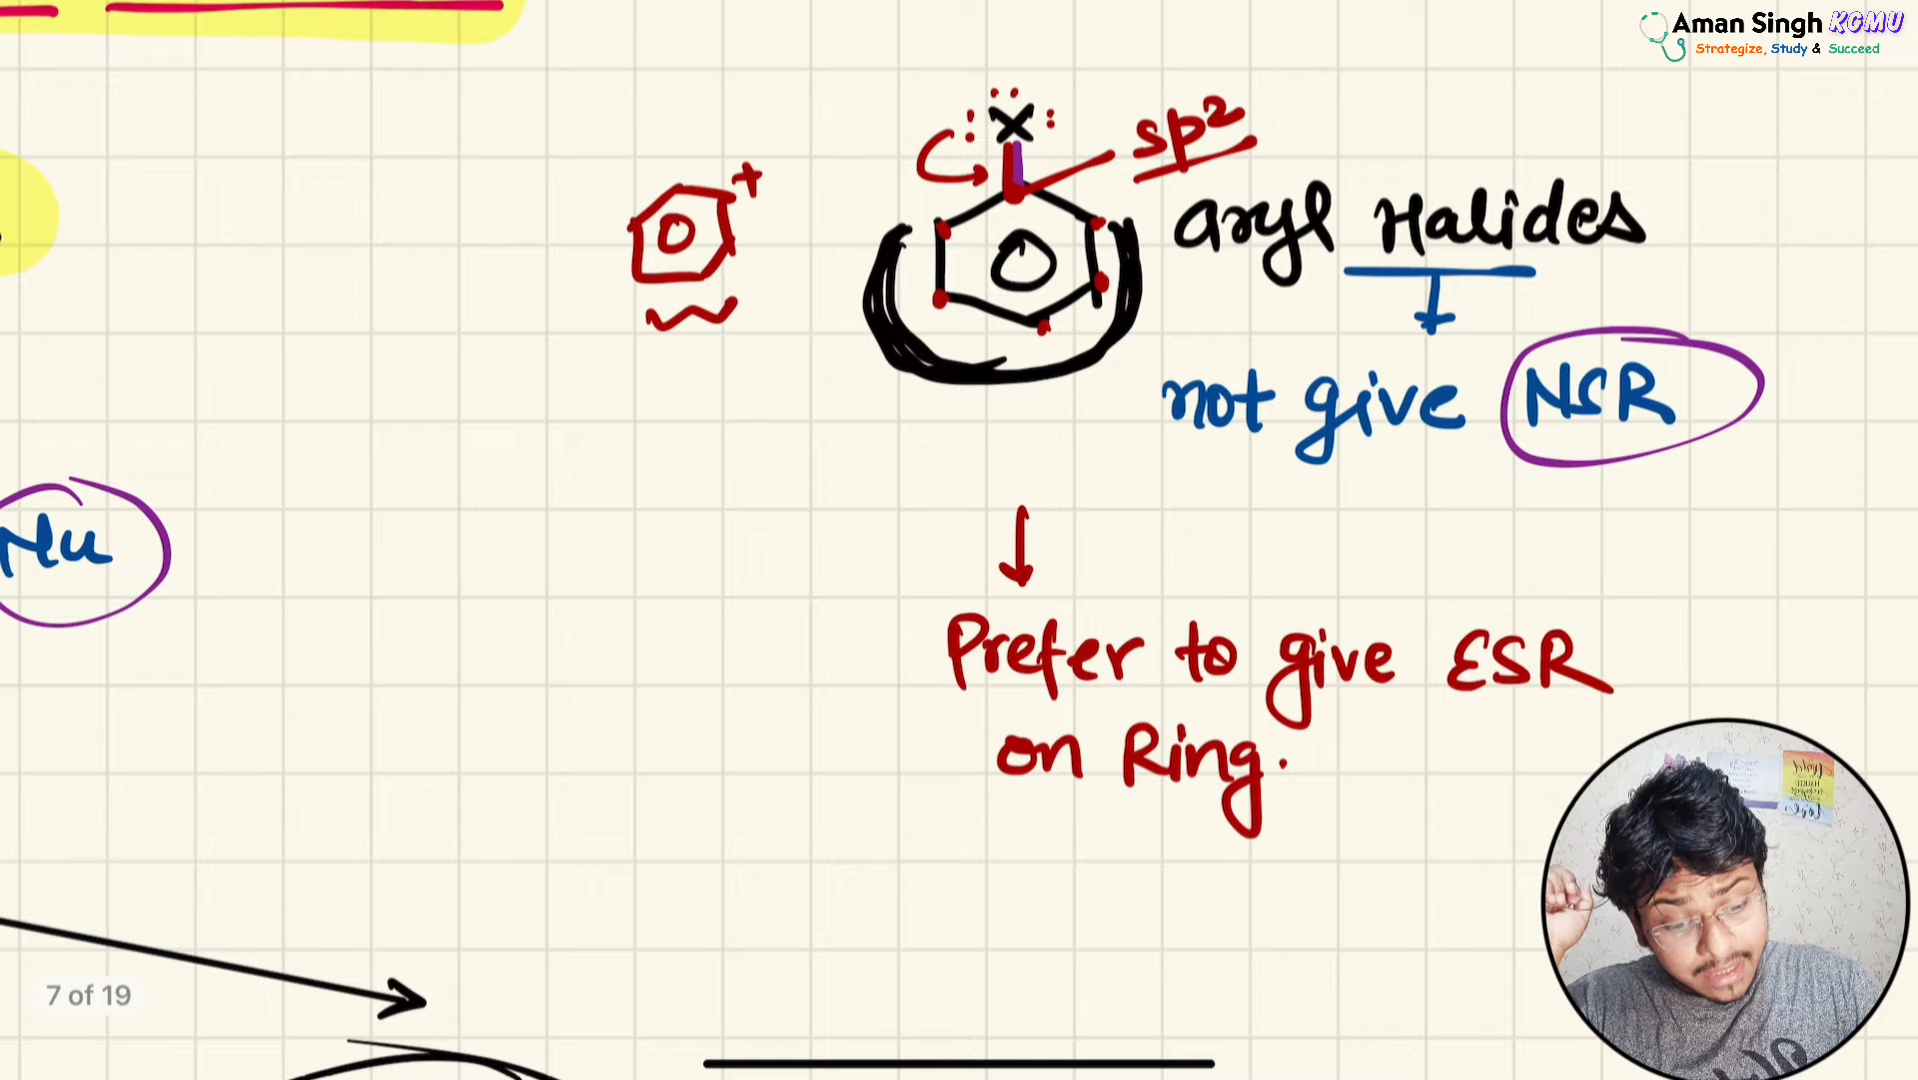 Aman Singh KGMU
Strategize, Study & Succeed
X
sp²
+
aryl Halides
not give NSR
Nu
Prefer to give ESR
on Ring.
7 of 19